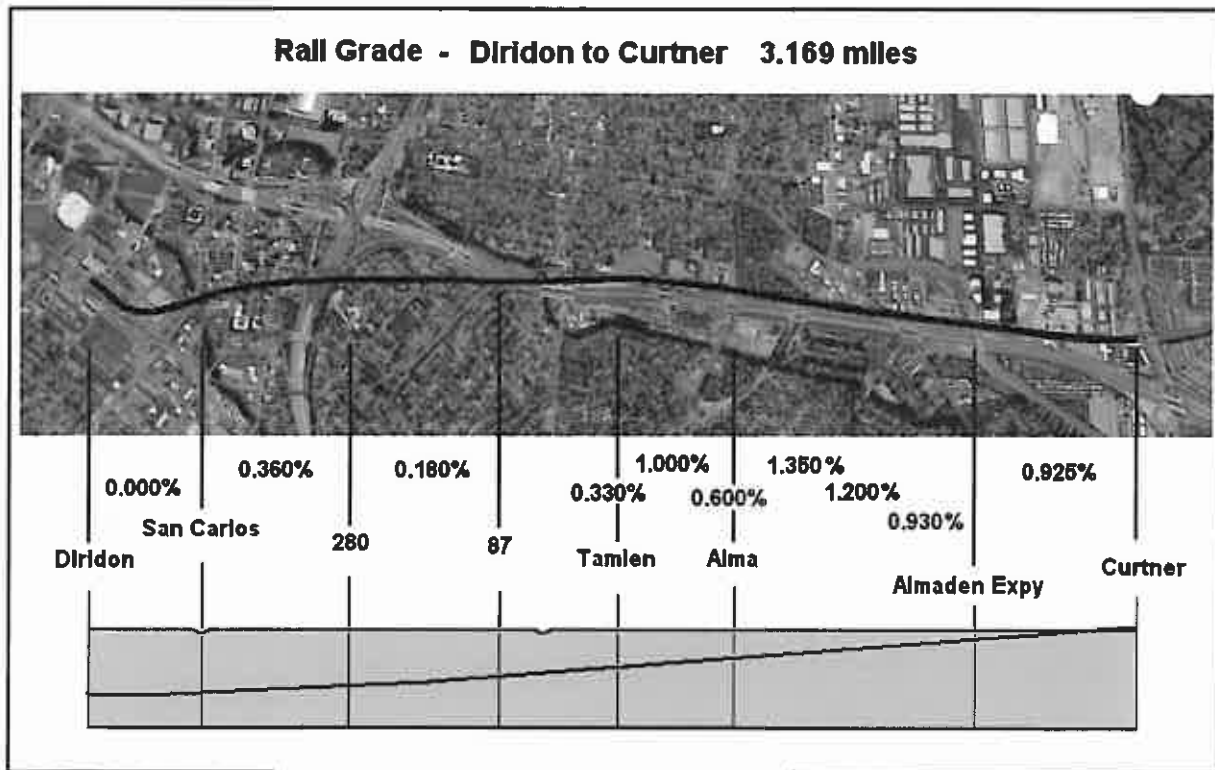 Rail Grade - Diridon to Curtner 3.169 miles
0.000%
0.360%
0.180%
0.330%
1.000%
0.600%
1.350%
1.200%
0.930%
0.925%
Diridon
San Carlos
280
87
Tamien
Alma
Almaden Expy
Curtner